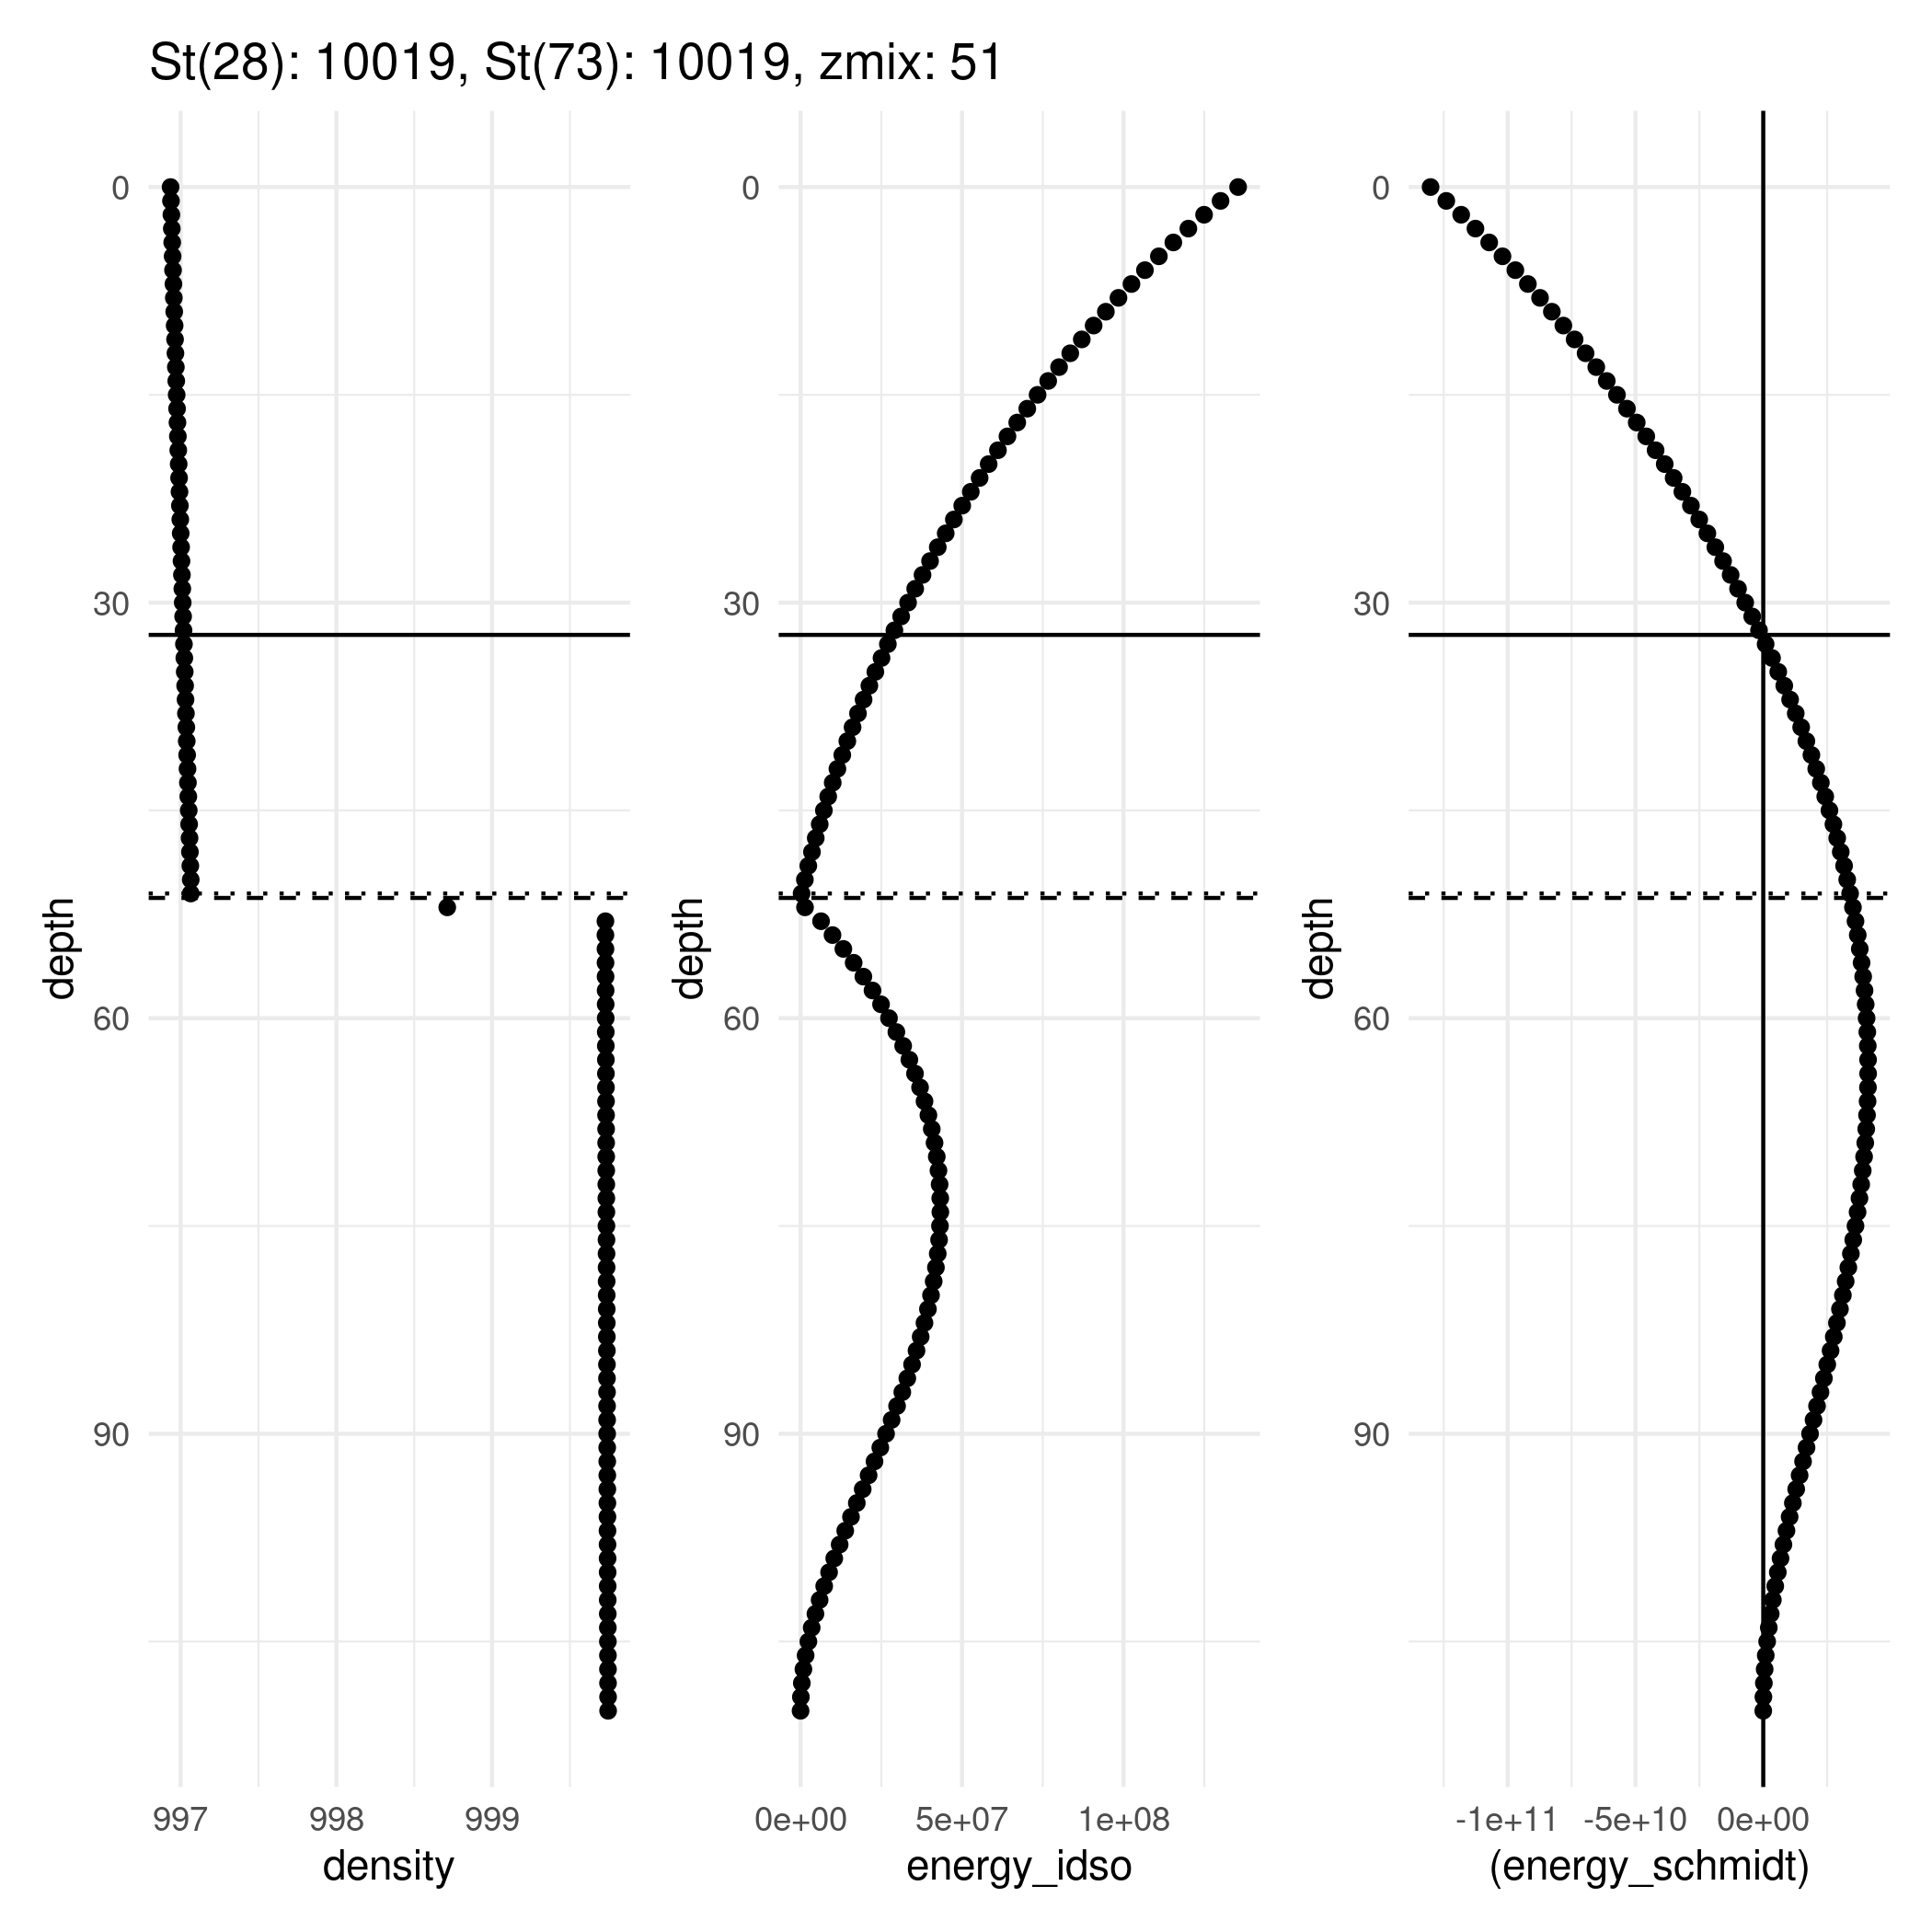 St(28): 10019, St(73): 10019, zmix: 51
depth
0
30
60
90
997 998 999
density
depth
0
30
60
90
0e+00 5e+07 1e+08
energy_idso
depth
0
30
60
90
-1e+11 -5e+10 0e+00
(energy_schmidt)